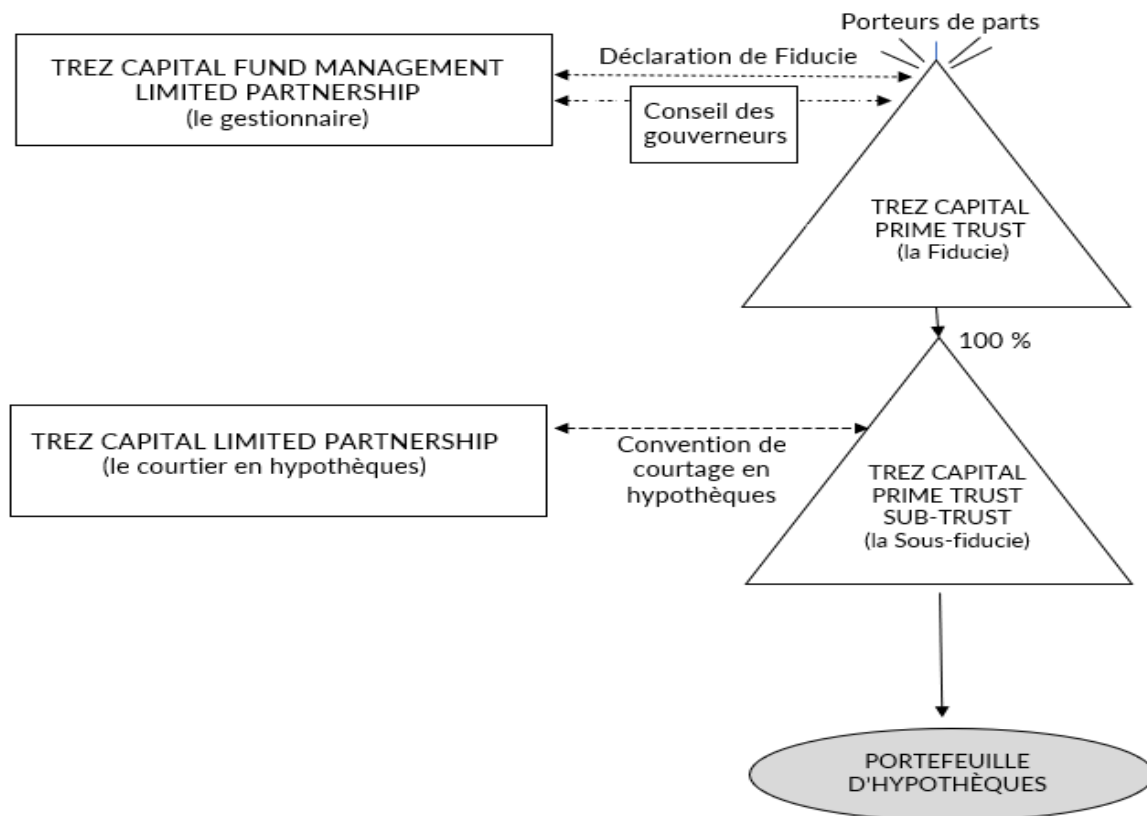 Porteurs de parts
TREZ CAPITAL FUND MANAGEMENT
LIMITED PARTNERSHIP
(le gestionnaire)
Déclaration de Fiducie
Conseil des
gouverneurs
TREZ CAPITAL
PRIME TRUST
(la Fiducie)
100 %
TREZ CAPITAL LIMITED PARTNERSHIP
(le courtier en hypothèques)
Convention de
courtage en
hypothèques
TREZ CAPITAL
PRIME TRUST
SUB-TRUST
(la Sous-fiducie)
PORTEFEUILLE
D'HYPOTHÈQUES